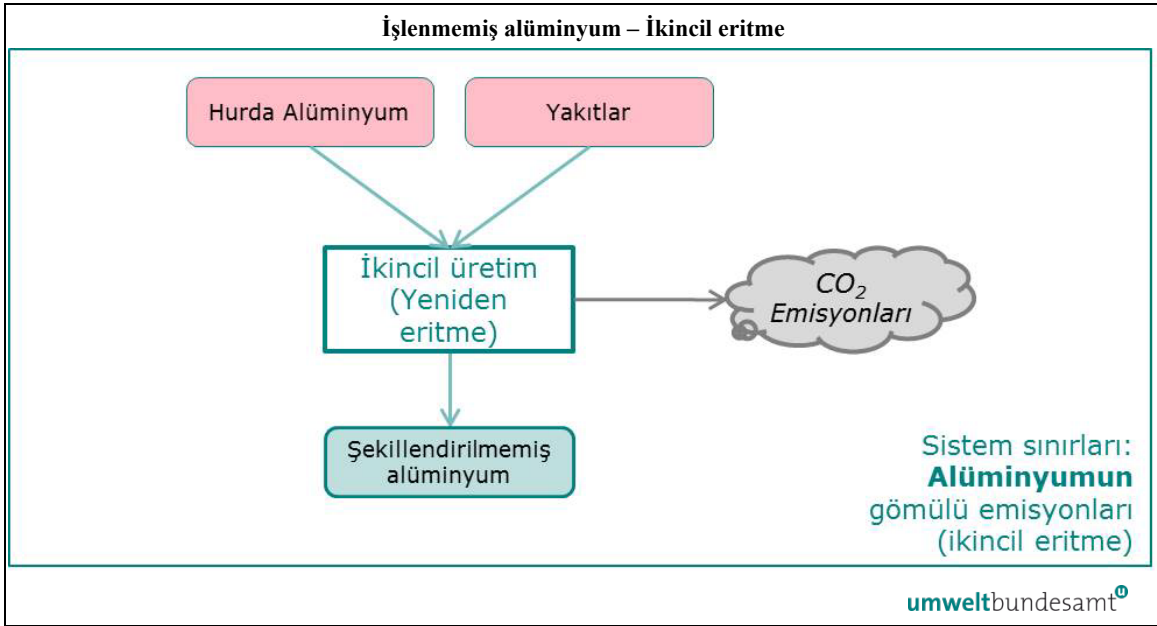 İşlenmemiş alüminyum – İkincil eritme
Hurda Alüminyum
Yakıtlar
İkincil üretim
(Yeniden
eritme)
CO₂
Emisyonları
Şekillendirilmemiş
alüminyum
Sistem sınırları:
Alüminyumun
gömülü emisyonları
(ikincil eritme)
umweltbundesamt u